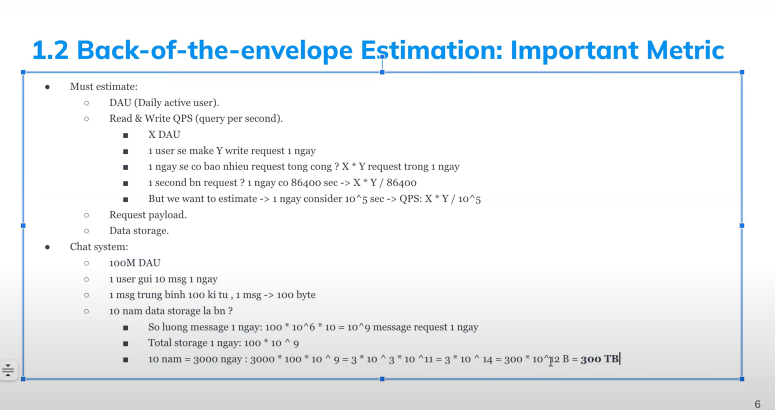 1.2 Back-of-the-envelope Estimation: Important Metric
● Must estimate:
○ DAU (Daily active user).
○ Read & Write QPS (query per second).
■ X DAU
■ 1 user se make Y write request 1 ngay
■ 1 ngay se co bao nhieu request tong cong ? X * Y request trong 1 ngay
■ 1 second bn request ? 1 ngay co 86400 sec -> X * Y / 86400
■ But we want to estimate -> 1 ngay consider 10^5 sec -> QPS: X * Y / 10^5
○ Request payload.
○ Data storage.
● Chat system:
○ 100M DAU
○ 1 user gui 10 msg 1 ngay
○ 1 msg trung binh 100 ki tu , 1 msg -> 100 byte
○ 10 nam data storage la bn ?
■ So luong message 1 ngay: 100 * 10^6 * 10 = 10^9 message request 1 ngay
■ Total storage 1 ngay: 100 * 10 ^ 9
■ 10 nam = 3000 ngay : 3000 * 100 * 10 ^ 9 = 3 * 10 ^ 3 * 10 ^11 = 3 * 10 ^ 14 = 300 * 10^12 B = 300 TB
6